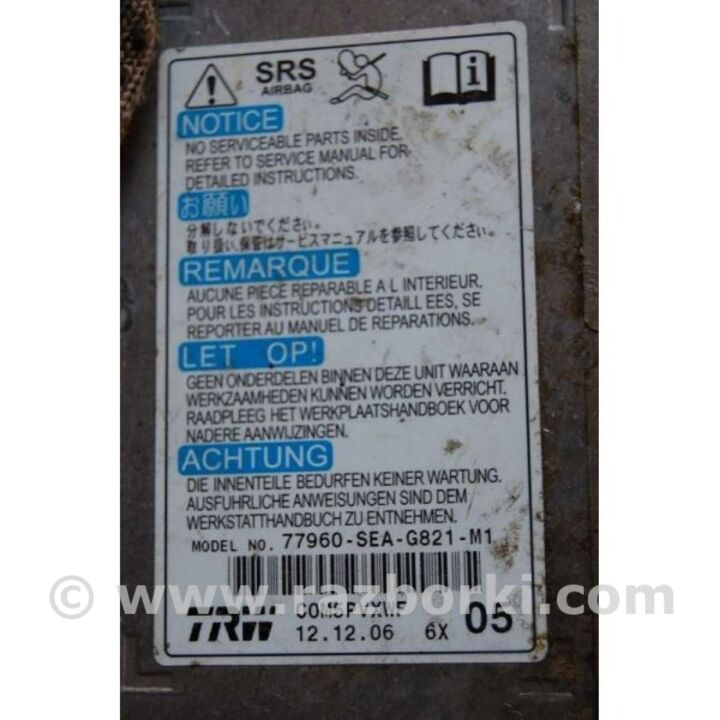 SRS
AIRBAG
i
NOTICE
NO SERVICEABLE PARTS INSIDE.
REFER TO SERVICE MANUAL FOR
DETAILED INSTRUCTIONS.
お願い
分解しないでください。
取り扱い、保管はサービスマニュアルを参照してください。
REMARQUE
AUCUNE PIECE REPARABLE A L INTERIEUR.
POUR LES INSTRUCTIONS DETAILL EES, SE
REPORTER AU MANUEL DE REPARATIONS.
LET OP!
GEEN ONDERDELEN BINNEN DEZE UNIT WAARAAN
WERKZAAMHEDEN KUNNEN WORDEN VERRICHT.
RAADPLEEG HET WERKPLAATSHANDBOEK VOOR
NADERE AANWIJZINGEN.
ACHTUNG
DIE INNENTEILE BEDURFEN KEINER WARTUNG.
AUSFUHRLICHE ANWEISUNGEN SIND DEM
WERKSTATTHANDBUCH ZU ENTNEHMEN.
MODEL NO. 77960-SEA-G821-M1
© www.razborki.com
TRW
12.12.06 6X 05